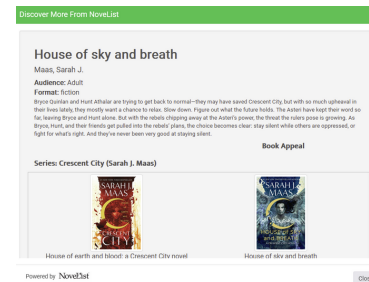 Discover More From NoveList
House of sky and breath
Maas, Sarah J.
Audience: Adult
Format: fiction
Bryce Quinlan and Hunt Athalar are trying to get back to normal—they may have saved Crescent City, but with so much upheaval in
their lives lately, they mostly want a chance to relax. Slow down. Figure out what the future holds. The Asteri have kept their word so
far, leaving Bryce and Hunt alone. But with the rebels chipping away at the Asteri's power, the threat the rulers pose is growing. As
Bryce, Hunt, and their friends get pulled into the rebels' plans, the choice becomes clear: stay silent while others are oppressed, or
fight for what's right. And they've never been very good at staying silent.
Book Appeal
Series: Crescent City (Sarah J. Maas)
SARAH J.
MAAS
CRESCENT
CITY
SARAH J.
MAAS
HOUSE OF SKY
AND BREATH
House of earth and blood: a Crescent City novel
House of sky and breath
Powered by NoveList
Clos